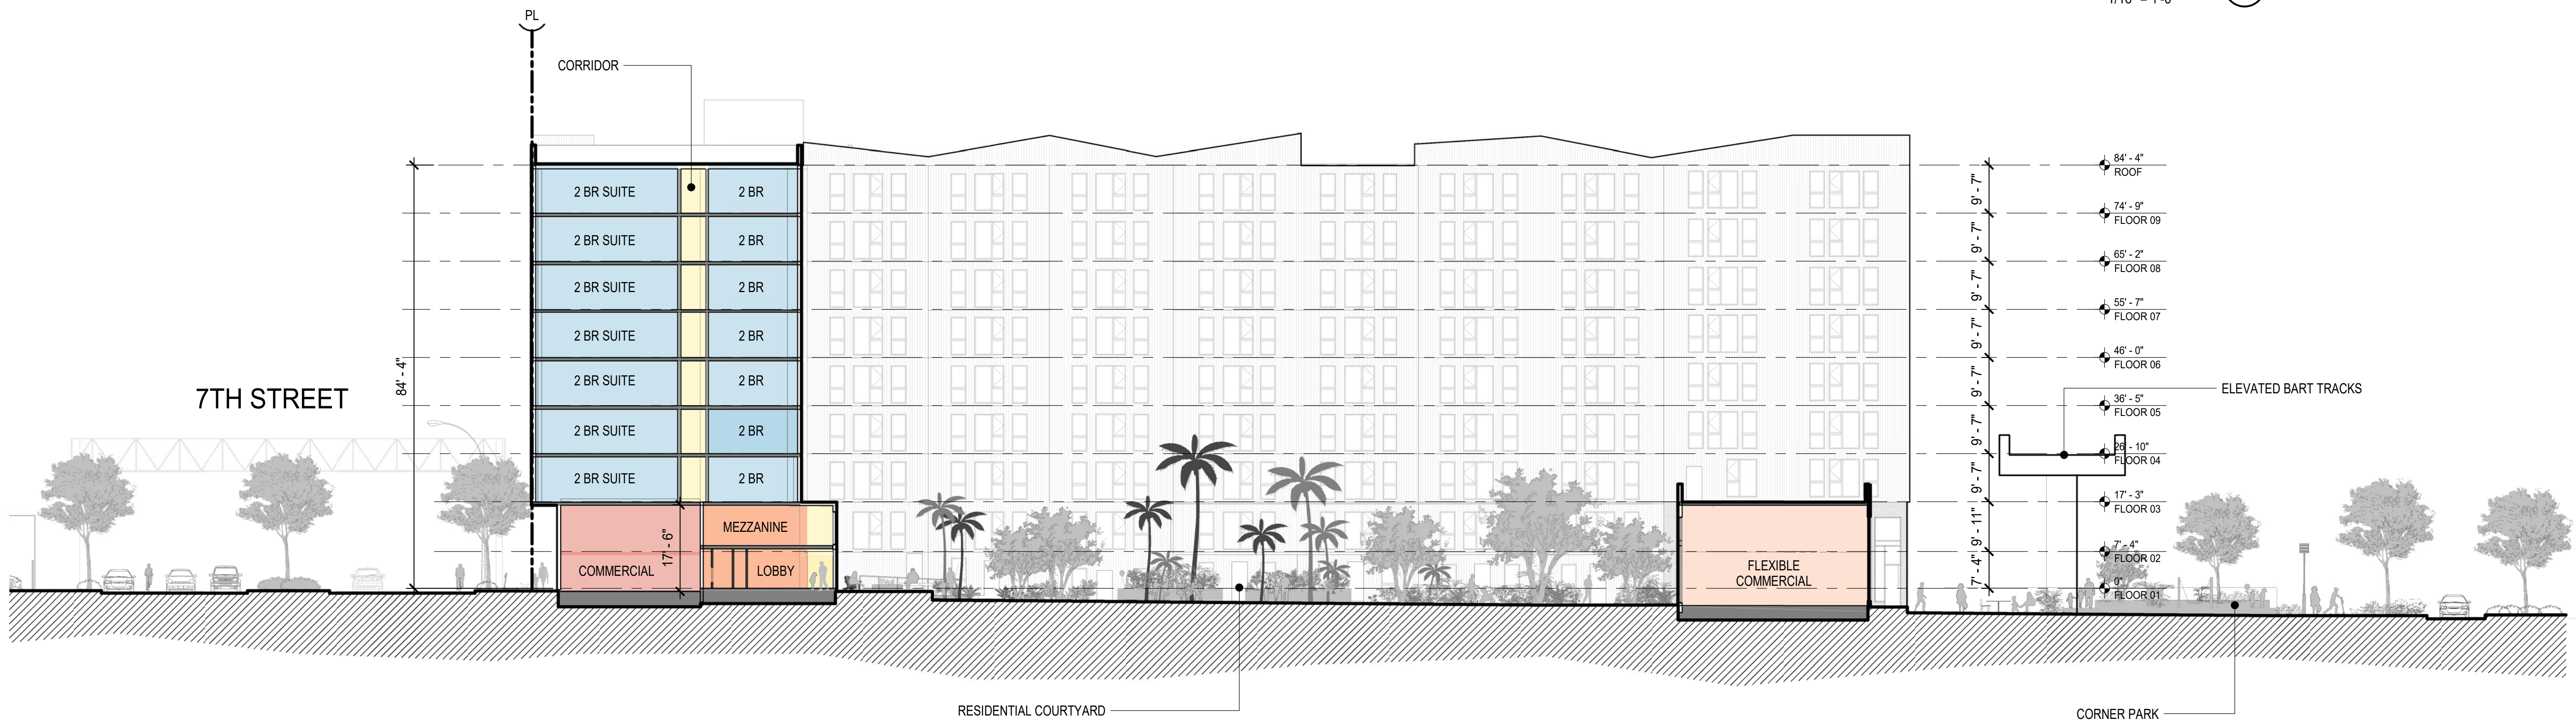 PL
CORRIDOR
2 BR SUITE 2 BR
2 BR SUITE 2 BR
2 BR SUITE 2 BR
2 BR SUITE 2 BR
2 BR SUITE 2 BR
2 BR SUITE 2 BR
2 BR SUITE 2 BR
84' - 4"
7TH STREET
MEZZANINE
17' - 6"
COMMERCIAL
LOBBY
FLEXIBLE
COMMERCIAL
RESIDENTIAL COURTYARD
9' - 7"
9' - 7"
9' - 7"
9' - 7"
9' - 7"
9' - 7"
9' - 7"
9' - 11"
7' - 4"
84' - 4"
ROOF
74' - 9"
FLOOR 09
65' - 2"
FLOOR 08
55' - 7"
FLOOR 07
46' - 0"
FLOOR 06
36' - 5"
FLOOR 05
26' - 10"
FLOOR 04
17' - 3"
FLOOR 03
7' - 4"
FLOOR 02
0"
FLOOR 01
ELEVATED BART TRACKS
CORNER PARK